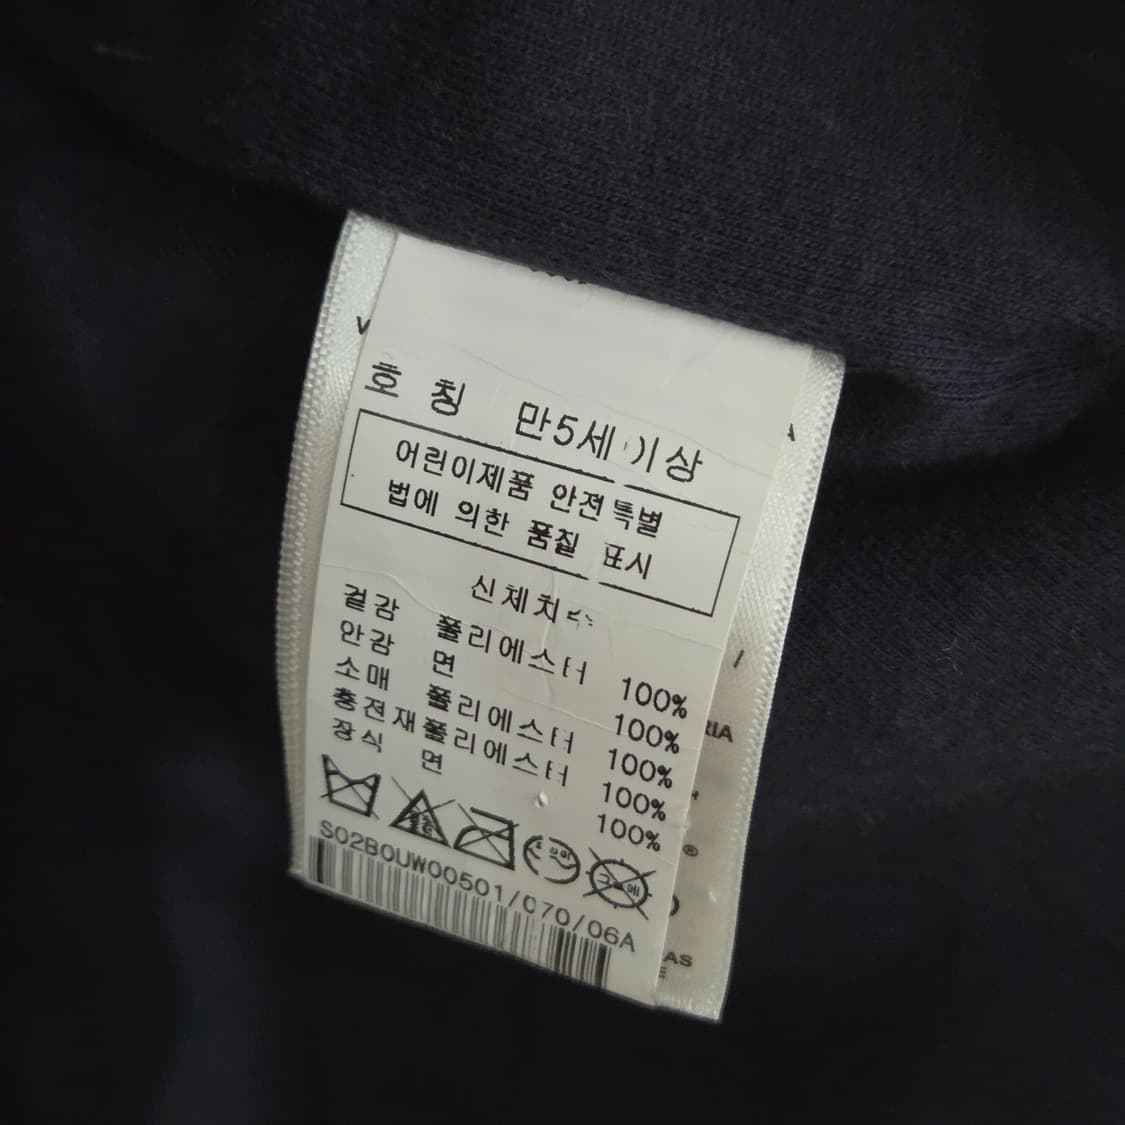 호 칭 만5세이상
어린이제품 안전특별
법에 의한 품질 표시
신체치수
겉감 폴리에스터 100%
안감 면 100%
소매 폴리에스터 100%
충전재 폴리에스터 100%
장식 면 100%
S02B0UW00501/070/06A
RIA
®
AS